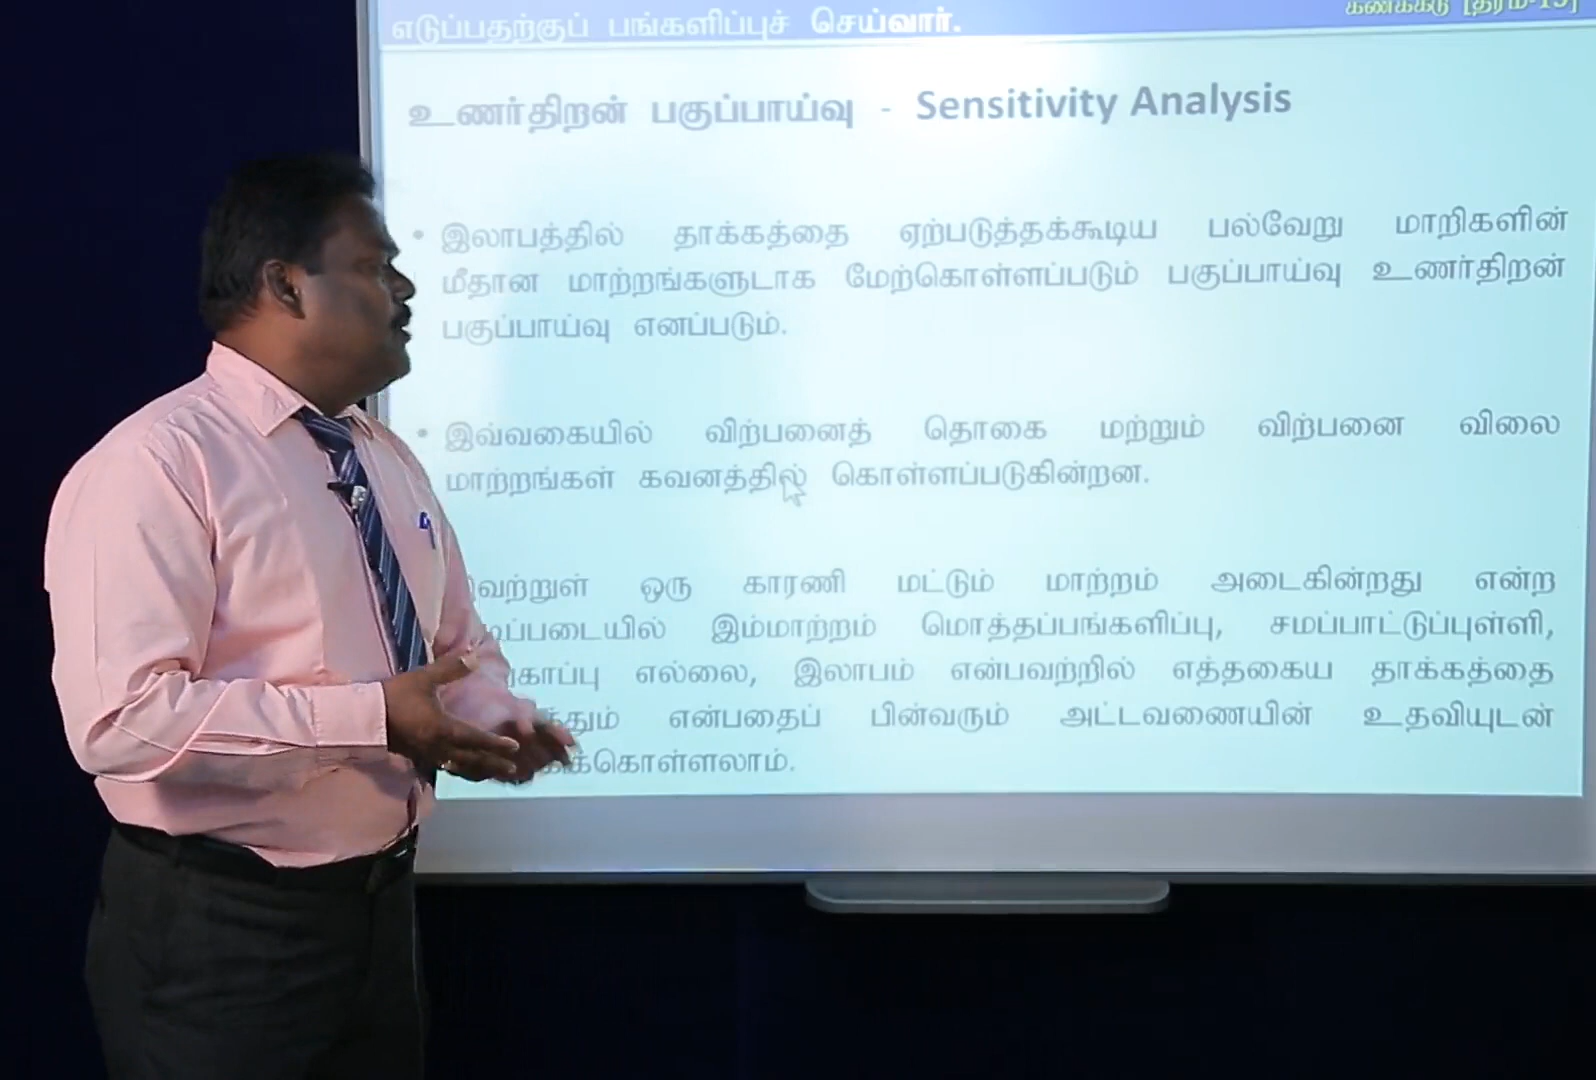 எடுப்பதற்குப் பங்களிப்புச் செய்வார்.
உணர்திறன் பகுப்பாய்வு - Sensitivity Analysis
• இலாபத்தில் தாக்கத்தை ஏற்படுத்தக்கூடிய பல்வேறு மாறிகளின்
மீதான மாற்றங்களுடாக மேற்கொள்ளப்படும் பகுப்பாய்வு உணர்திறன்
பகுப்பாய்வு எனப்படும்.
• இவ்வகையில் விற்பனைத் தொகை மற்றும் விற்பனை விலை
மாற்றங்கள் கவனத்தில் கொள்ளப்படுகின்றன.
ஒரு காரணி மட்டும் மாற்றம் அடைகின்றது என்ற
இம்மாற்றம் மொத்தப்பங்களிப்பு, சமப்பாட்டுப்புள்ளி,
எல்லை, இலாபம் என்பவற்றில் எத்தகைய தாக்கத்தை
என்பதைப் பின்வரும் அட்டவணையின் உதவியுடன்